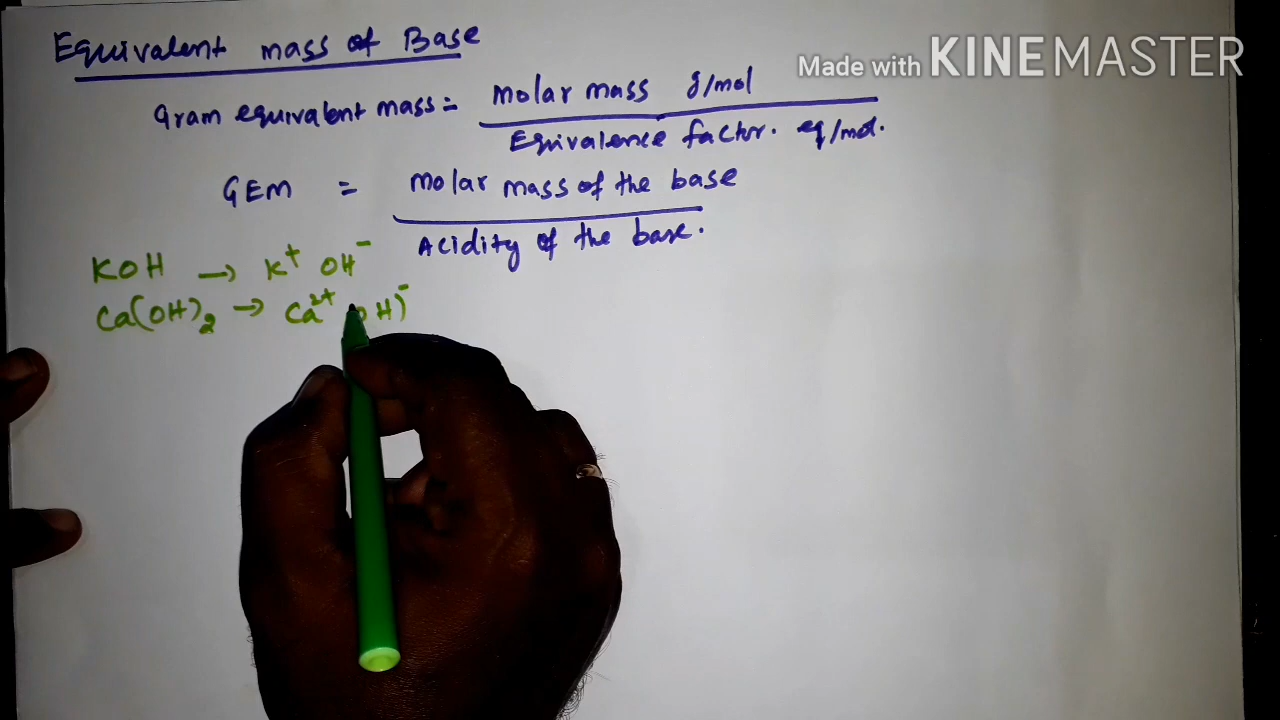 Equivalent mass of Base
Made with KINEMASTER
Gram equivalent mass = molar mass g/mol
Equivalence factor. eq/mol.
GEM = molar mass of the base
Acidity of the base.
KOH → K⁺ OH⁻
Ca(OH)₂ → Ca²⁺ OH)⁻